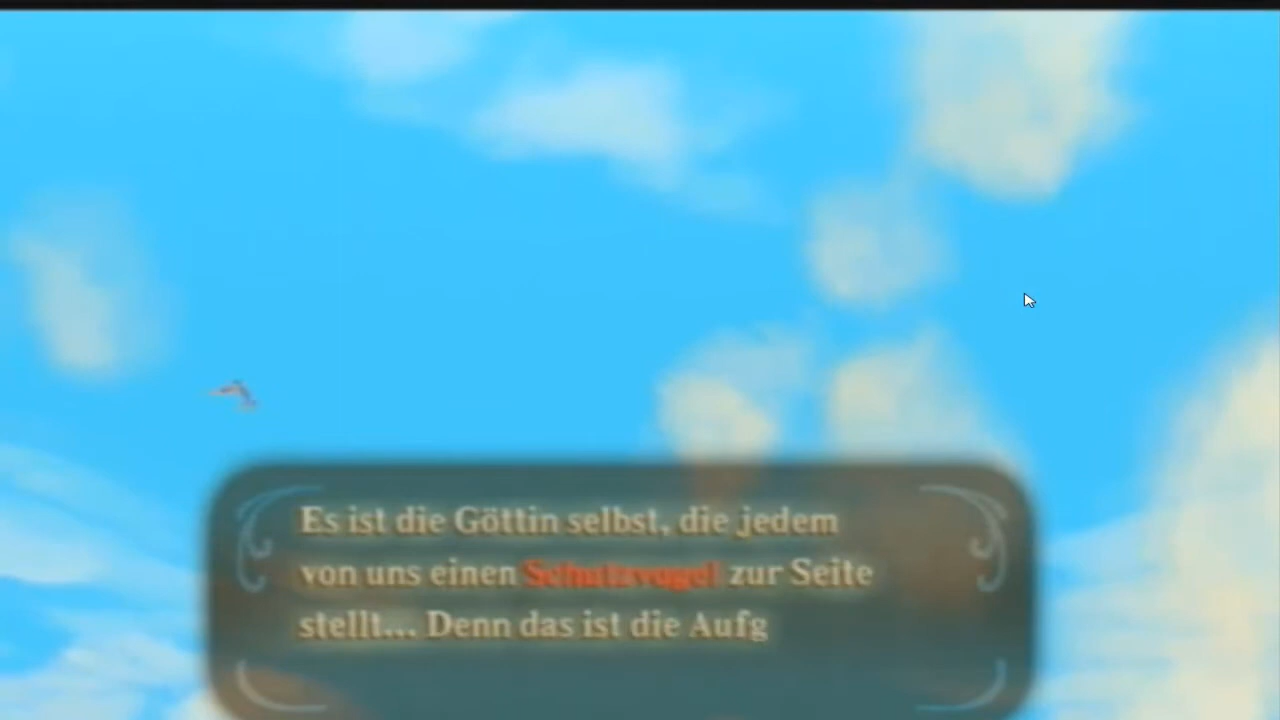 Es ist die Göttin selbst, die jedem
von uns einen Schutzvogel zur Seite
stellt... Denn das ist die Aufg